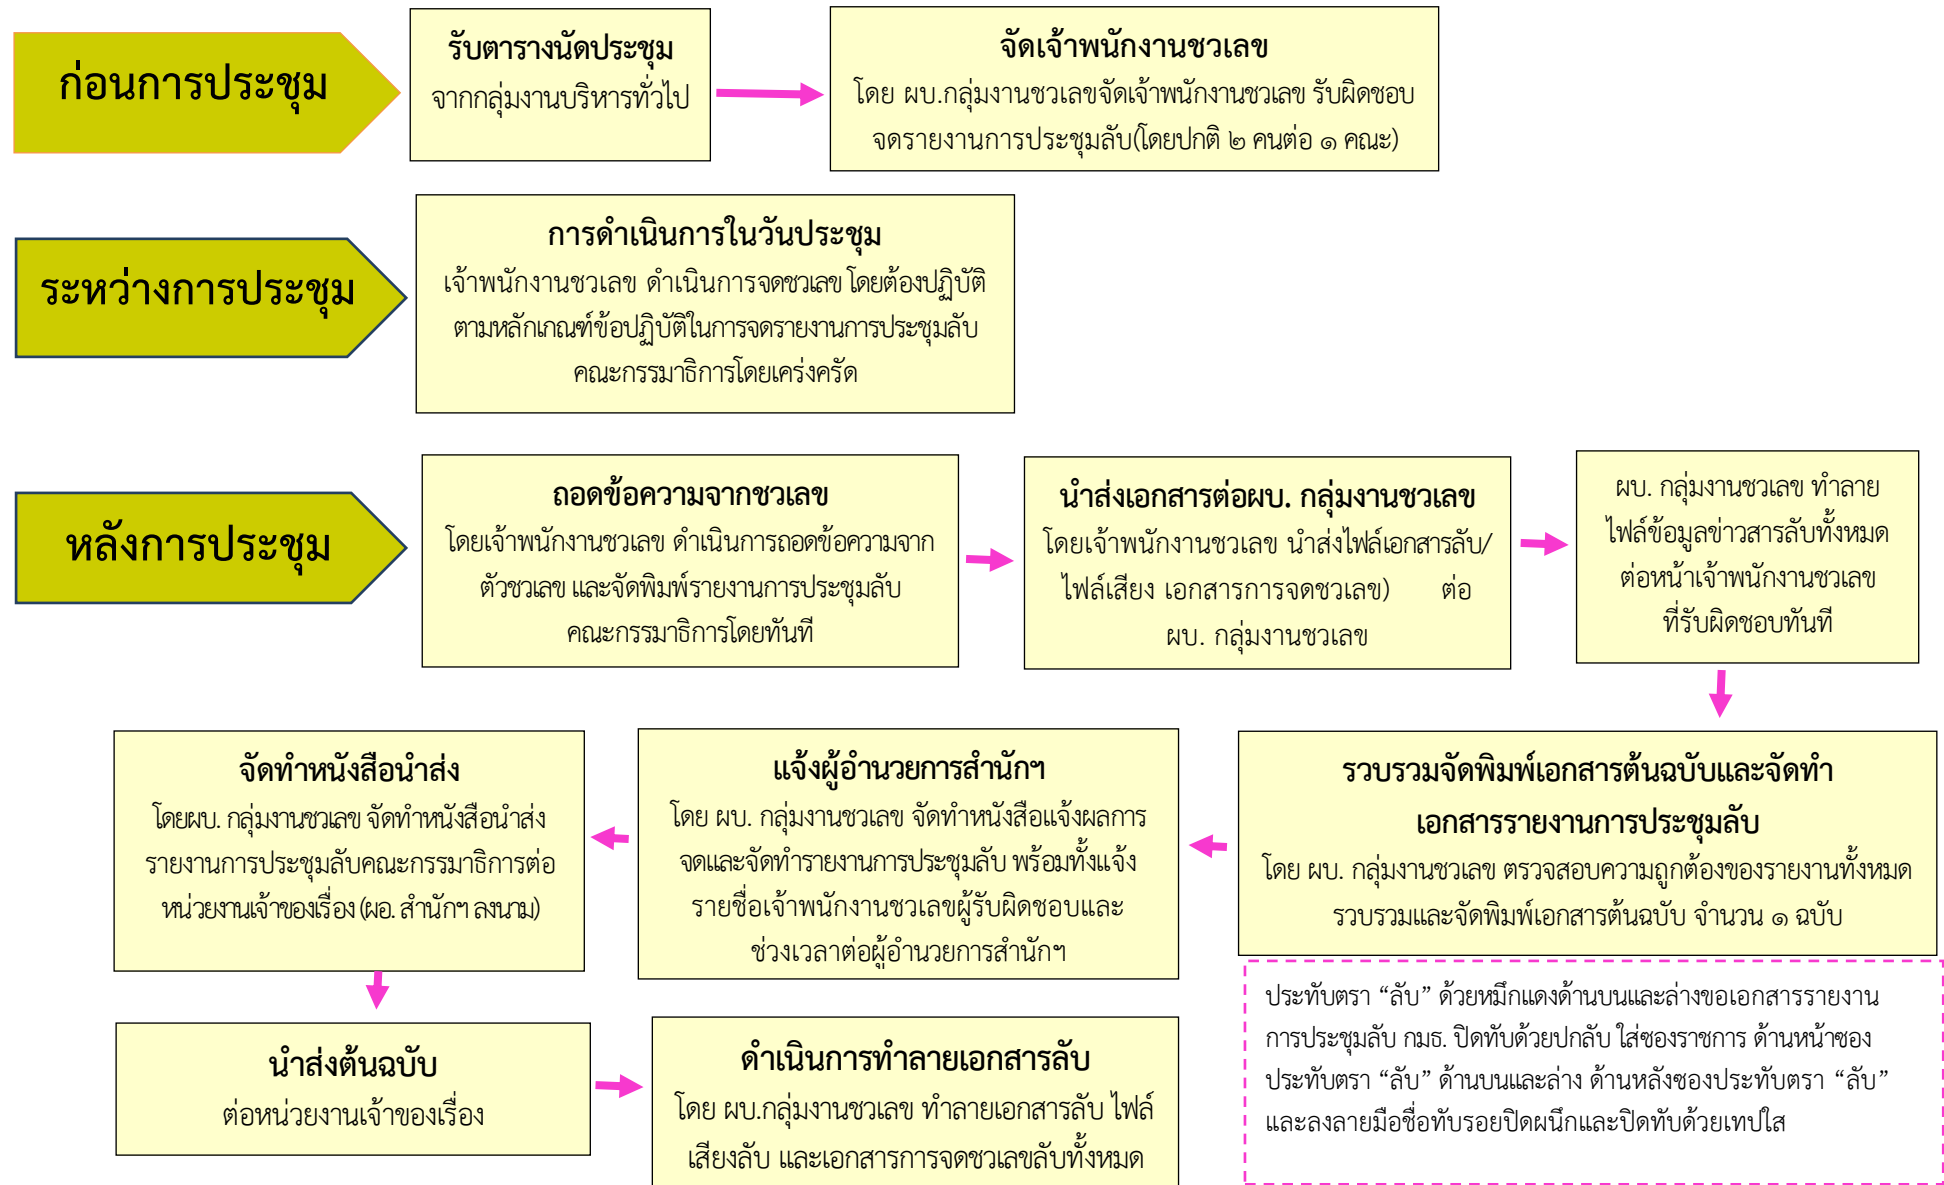 ก่อนการประชุม
รับตารางนัดประชุม
จากกลุ่มงานบริหารทั่วไป
จัดเจ้าพนักงานชวเลข
โดย ผบ.กลุ่มงานชวเลขจัดเจ้าพนักงานชวเลข รับผิดชอบ
จดรายงานการประชุมลับ(โดยปกติ ๒ คนต่อ ๑ คณะ)
ระหว่างการประชุม
การดำเนินการในวันประชุม
เจ้าพนักงานชวเลข ดำเนินการจดชวเลข โดยต้องปฏิบัติ
ตามหลักเกณฑ์ข้อปฏิบัติในการจดรายงานการประชุมลับ
คณะกรรมาธิการโดยเคร่งครัด
หลังการประชุม
ถอดข้อความจากชวเลข
โดยเจ้าพนักงานชวเลข ดำเนินการถอดข้อความจาก
ตัวชวเลข และจัดพิมพ์รายงานการประชุมลับ
คณะกรรมาธิการโดยทันที
นำส่งเอกสารต่อผบ. กลุ่มงานชวเลข
โดยเจ้าพนักงานชวเลข นำส่งไฟล์เอกสารลับ/
ไฟล์เสียง เอกสารการจดชวเลข) ต่อ
ผบ. กลุ่มงานชวเลข
ผบ. กลุ่มงานชวเลข ทำลาย
ไฟล์ข้อมูลข่าวสารลับทั้งหมด
ต่อหน้าเจ้าพนักงานชวเลข
ที่รับผิดชอบทันที
รวบรวมจัดพิมพ์เอกสารต้นฉบับและจัดทำ
เอกสารรายงานการประชุมลับ
โดย ผบ. กลุ่มงานชวเลข ตรวจสอบความถูกต้องของรายงานทั้งหมด
รวบรวมและจัดพิมพ์เอกสารต้นฉบับ จำนวน ๑ ฉบับ
ประทับตรา “ลับ” ด้วยหมึกแดงด้านบนและล่างขอเอกสารรายงาน
การประชุมลับ กมธ. ปิดทับด้วยปกลับ ใส่ซองราชการ ด้านหน้าซอง
ประทับตรา “ลับ” ด้านบนและล่าง ด้านหลังซองประทับตรา “ลับ”
และลงลายมือชื่อทับรอยปิดผนึกและปิดทับด้วยเทปใส
แจ้งผู้อำนวยการสำนักฯ
โดย ผบ. กลุ่มงานชวเลข จัดทำหนังสือแจ้งผลการ
จดและจัดทำรายงานการประชุมลับ พร้อมทั้งแจ้ง
รายชื่อเจ้าพนักงานชวเลขผู้รับผิดชอบและ
ช่วงเวลาต่อผู้อำนวยการสำนักฯ
จัดทำหนังสือนำส่ง
โดยผบ. กลุ่มงานชวเลข จัดทำหนังสือนำส่ง
รายงานการประชุมลับคณะกรรมาธิการต่อ
หน่วยงานเจ้าของเรื่อง (ผอ. สำนักฯ ลงนาม)
นำส่งต้นฉบับ
ต่อหน่วยงานเจ้าของเรื่อง
ดำเนินการทำลายเอกสารลับ
โดย ผบ.กลุ่มงานชวเลข ทำลายเอกสารลับ ไฟล์
เสียงลับ และเอกสารการจดชวเลขลับทั้งหมด